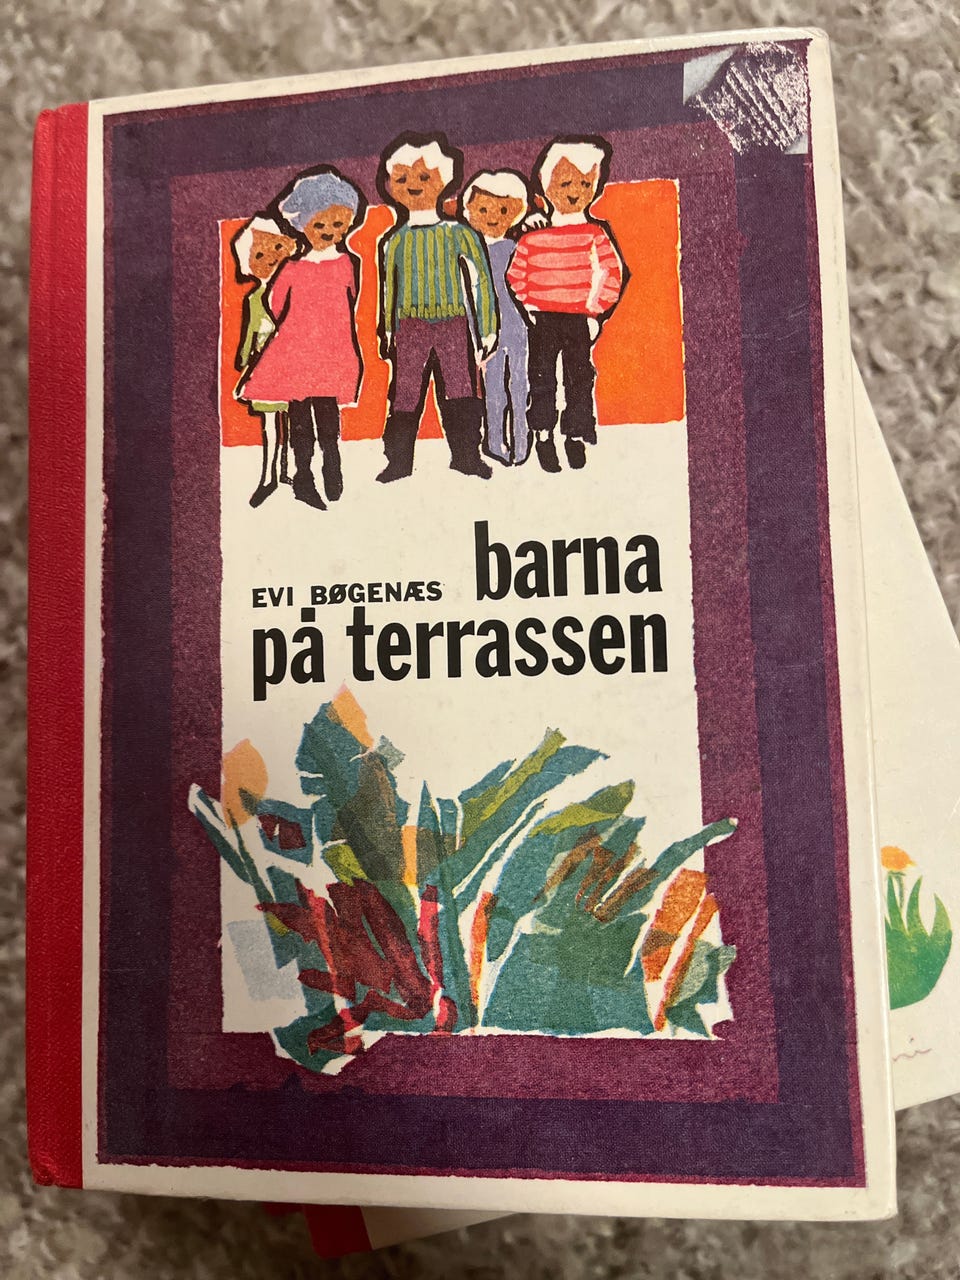 EVI BØGENÆS barna
på terrassen